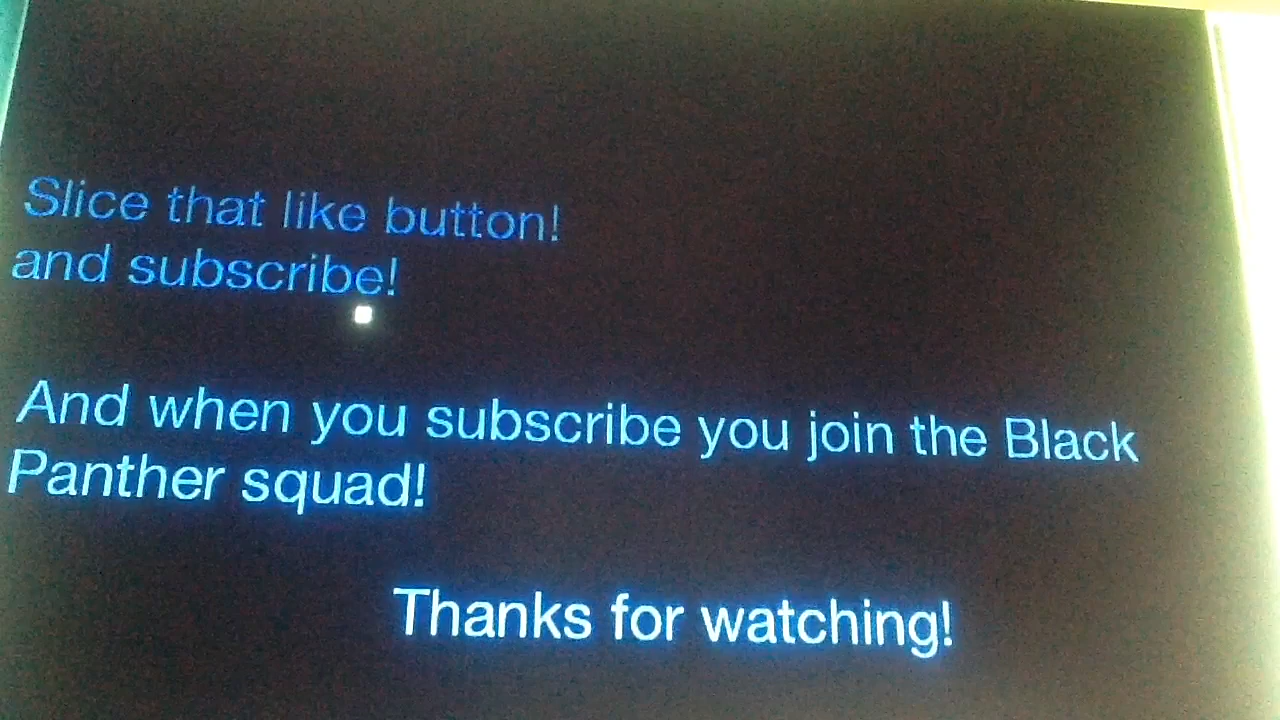 Slice that like button!
and subscribe!
And when you subscribe you join the Black
Panther squad!
Thanks for watching!